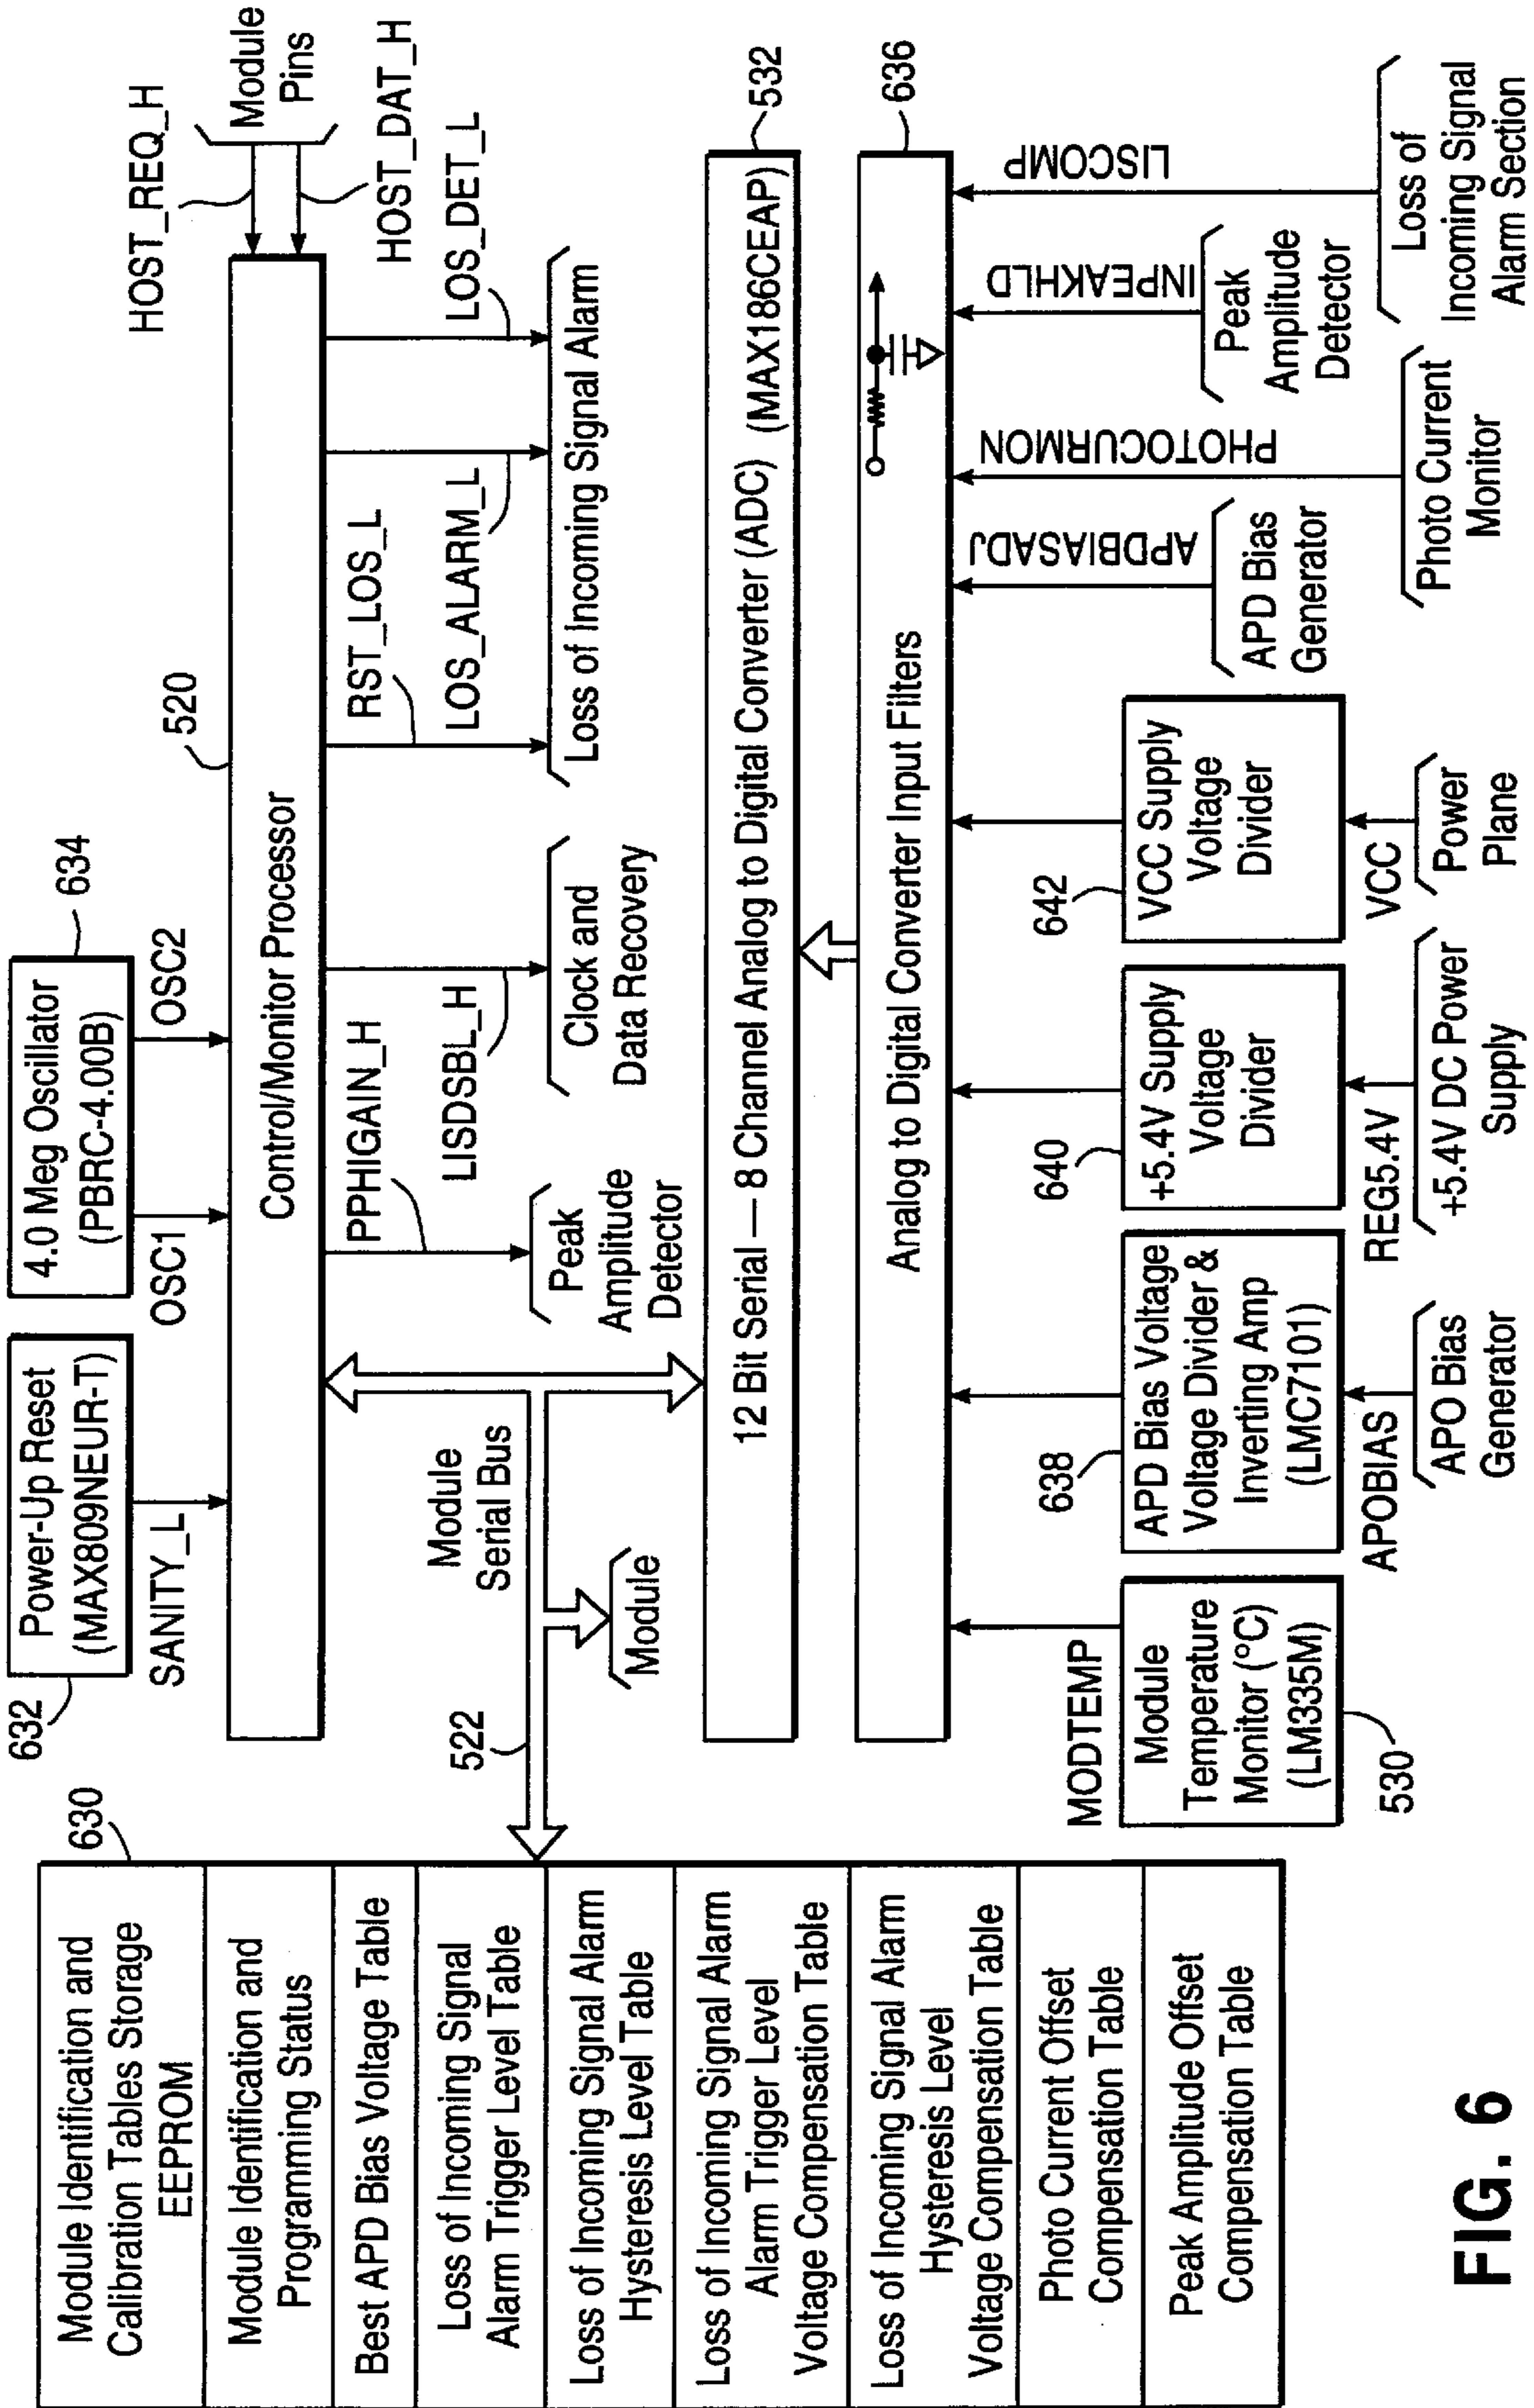 Module Identification and
Calibration Tables Storage
EEPROM
Module Identification and
Programming Status
Best APD Bias Voltage Table
Loss of Incoming Signal
Alarm Trigger Level Table
Loss of Incoming Signal Alarm
Hysteresis Level Table
Loss of Incoming Signal Alarm
Alarm Trigger Level
Voltage Compensation Table
Loss of Incoming Signal Alarm
Hysteresis Level
Voltage Compensation Table
Photo Current Offset
Compensation Table
Peak Amplitude Offset
Compensation Table
630
632
Power-Up Reset
(MAX809NEUR-T)
SANITY_L
4.0 Meg Oscillator
(PBRC-4.00B)
634
OSC1
OSC2
520
HOST_REQ_H
Module
Pins
HOST_DAT_H
Control/Monitor Processor
522
Module
Serial Bus
Module
PPHIGAIN_H
Peak
Amplitude
Detector
LISDSBL_H
Clock and
Data Recovery
RST_LOS_L
LOS_ALARM_L
LOS_DET_L
Loss of Incoming Signal Alarm
12 Bit Serial — 8 Channel Analog to Digital Converter (ADC) (MAX186CEAP)
532
Analog to Digital Converter Input Filters
636
MODTEMP
Module
Temperature
Monitor (°C)
(LM335M)
530
638
APD Bias Voltage
Voltage Divider &
Inverting Amp
(LMC7101)
APOBIAS
APO Bias
Generator
640
+5.4V Supply
Voltage
Divider
REG5.4V
+5.4V DC Power
Supply
642
VCC Supply
Voltage
Divider
VCC
Power
Plane
APDBIASADJ
APD Bias
Generator
PHOTOCURMON
Photo Current
Monitor
INPEAKHLD
Peak
Amplitude
Detector
LISCOMP
Loss of
Incoming Signal
Alarm Section
FIG. 6